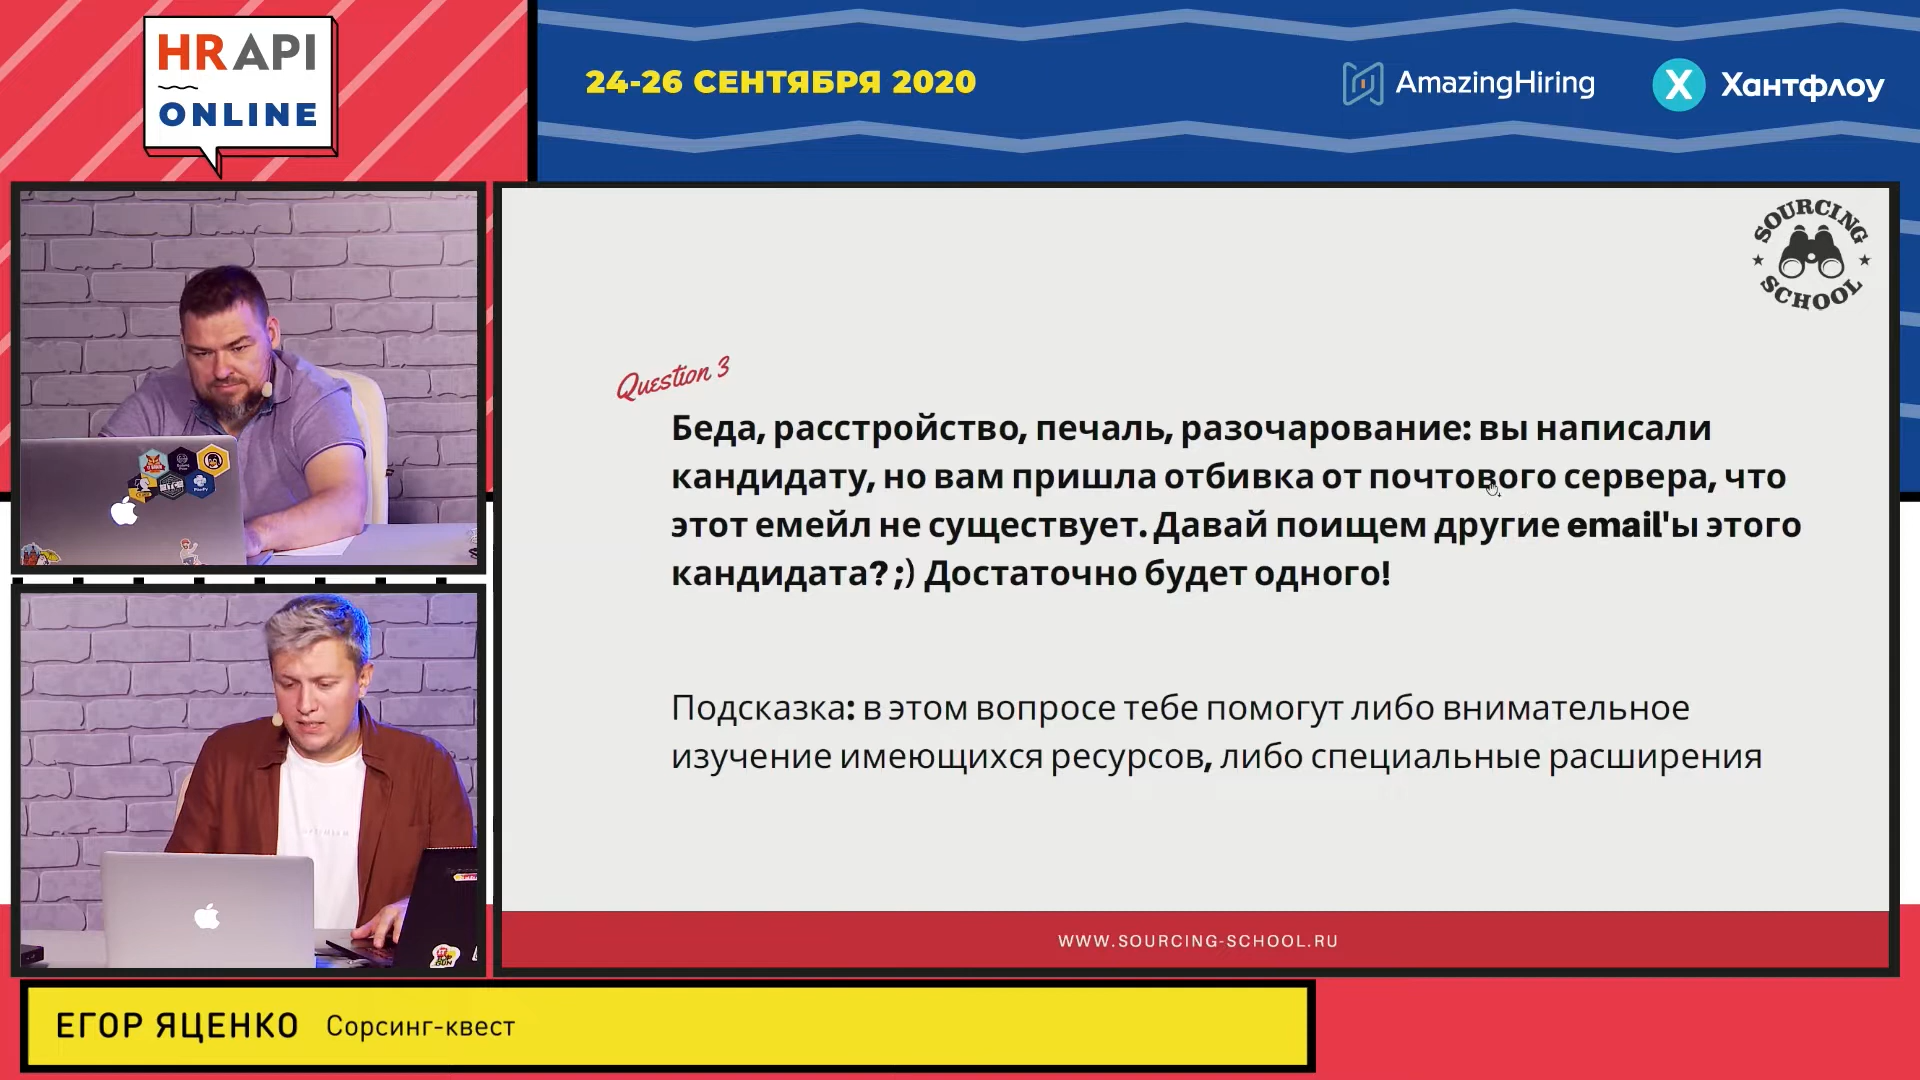 HR API
ONLINE
24-26 СЕНТЯБРЯ 2020
AmazingHiring
X Хантфлоу
SOURCING
SCHOOL
Question 3
Беда, расстройство, печаль, разочарование: вы написали
кандидату, но вам пришла отбивка от почтового сервера, что
этот емейл не существует. Давай поищем другие email'ы этого
кандидата? ;) Достаточно будет одного!
Подсказка: в этом вопросе тебе помогут либо внимательное
изучение имеющихся ресурсов, либо специальные расширения
WWW.SOURCING-SCHOOL.RU
ЕГОР ЯЦЕНКО Сорсинг-квест